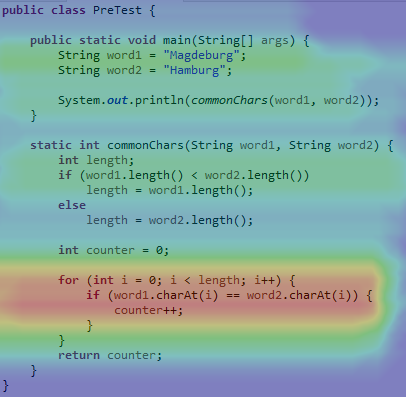 public class PreTest {
public static void main(String[] args) {
String word1 = "Magdeburg";
String word2 = "Hamburg";
System.out.println(commonChars(word1, word2));
}
static int commonChars(String word1, String word2) {
int length;
if (word1.length() < word2.length())
length = word1.length();
else
length = word2.length();
int counter = 0;
for (int i = 0; i < length; i++) {
if (word1.charAt(i) == word2.charAt(i)) {
counter++;
}
}
return counter;
}
}